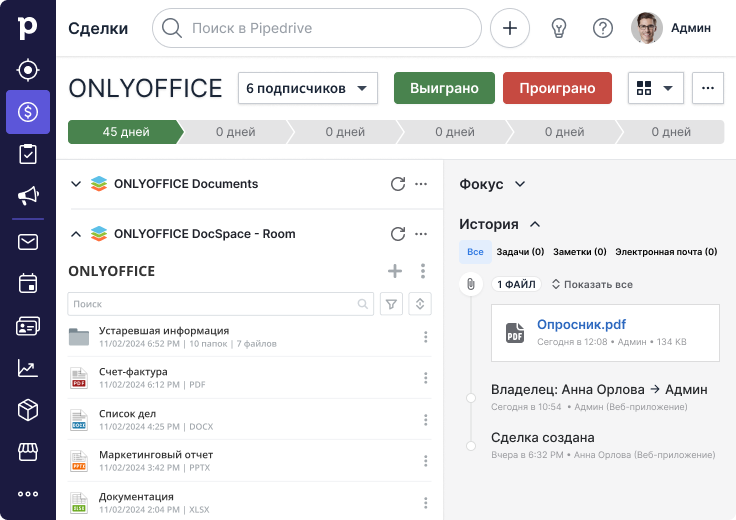 p
Сделки
Поиск в Pipedrive
Админ
ONLYOFFICE
6 подписчиков
Выиграно
Проиграно
45 дней
0 дней
0 дней
0 дней
0 дней
0 дней
ONLYOFFICE Documents
ONLYOFFICE DocSpace - Room
ONLYOFFICE
Поиск
Устаревшая информация
11/02/2024 6:52 PM | 10 папок | 7 файлов
PDF
Счет-фактура
11/02/2024 6:12 PM | PDF
DOCX
Список дел
11/02/2024 4:25 PM | DOCX
PPTX
Маркетинговый отчет
11/02/2024 3:42 PM | PPTX
XLSX
Документация
11/02/2024 2:04 PM | XLSX
Фокус
История
Все
Задачи (0)
Заметки (0)
Электронная почта (0)
1 ФАЙЛ
Показать все
PDF
Опросник.pdf
Сегодня в 12:08 • Админ • 134 KB
Владелец: Анна Орлова → Админ
Сегодня в 10:54 • Админ (Веб-приложение)
Сделка создана
Вчера в 6:32 PM • Анна Орлова (Веб-приложение)